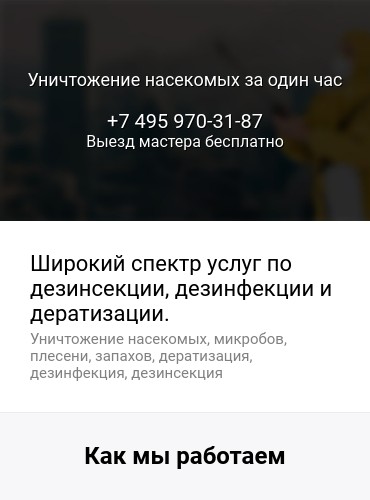 Уничтожение насекомых за один час
+7 495 970-31-87
Выезд мастера бесплатно
Широкий спектр услуг по
дезинсекции, дезинфекции и
дератизации.
Уничтожение насекомых, микробов,
плесени, запахов, дератизация,
дезинфекция, дезинсекция
Как мы работаем